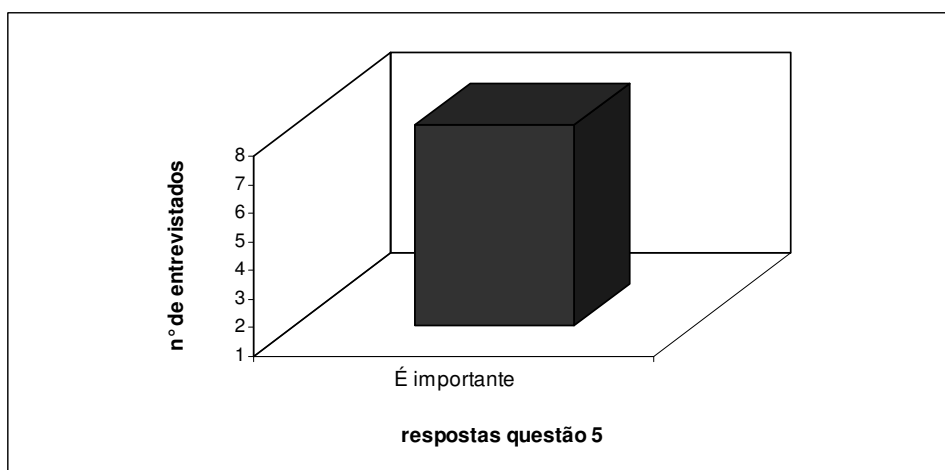 n° de entrevistados
8
7
6
5
4
3
2
1
É importante
respostas questão 5